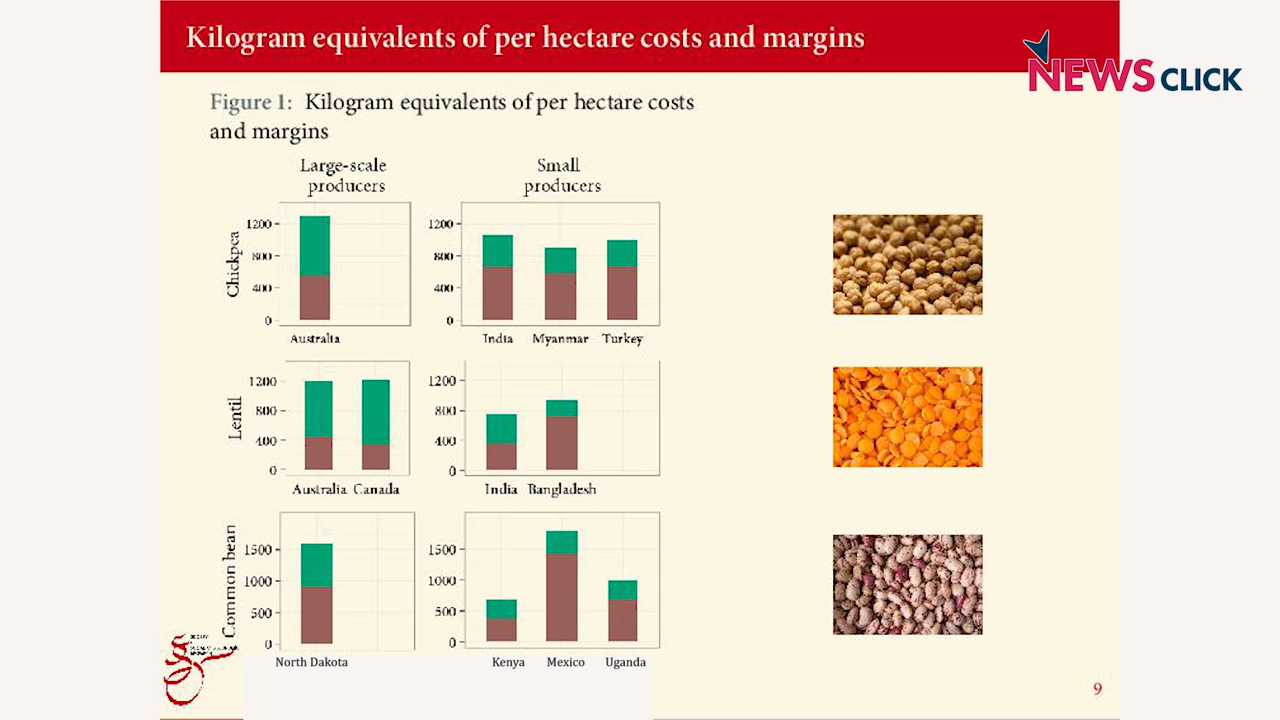 Kilogram equivalents of per hectare costs and margins
NEWSCLICK
Figure 1: Kilogram equivalents of per hectare costs
and margins
Large-scale
producers
Small
producers
Chickpea
1200
800
400
0
Australia
1200
800
400
0
India Myanmar Turkey
Lentil
1200
800
400
0
Australia Canada
1200
800
400
0
India Bangladesh
Common bean
1500
1000
500
0
North Dakota
1500
1000
500
0
Kenya Mexico Uganda
9